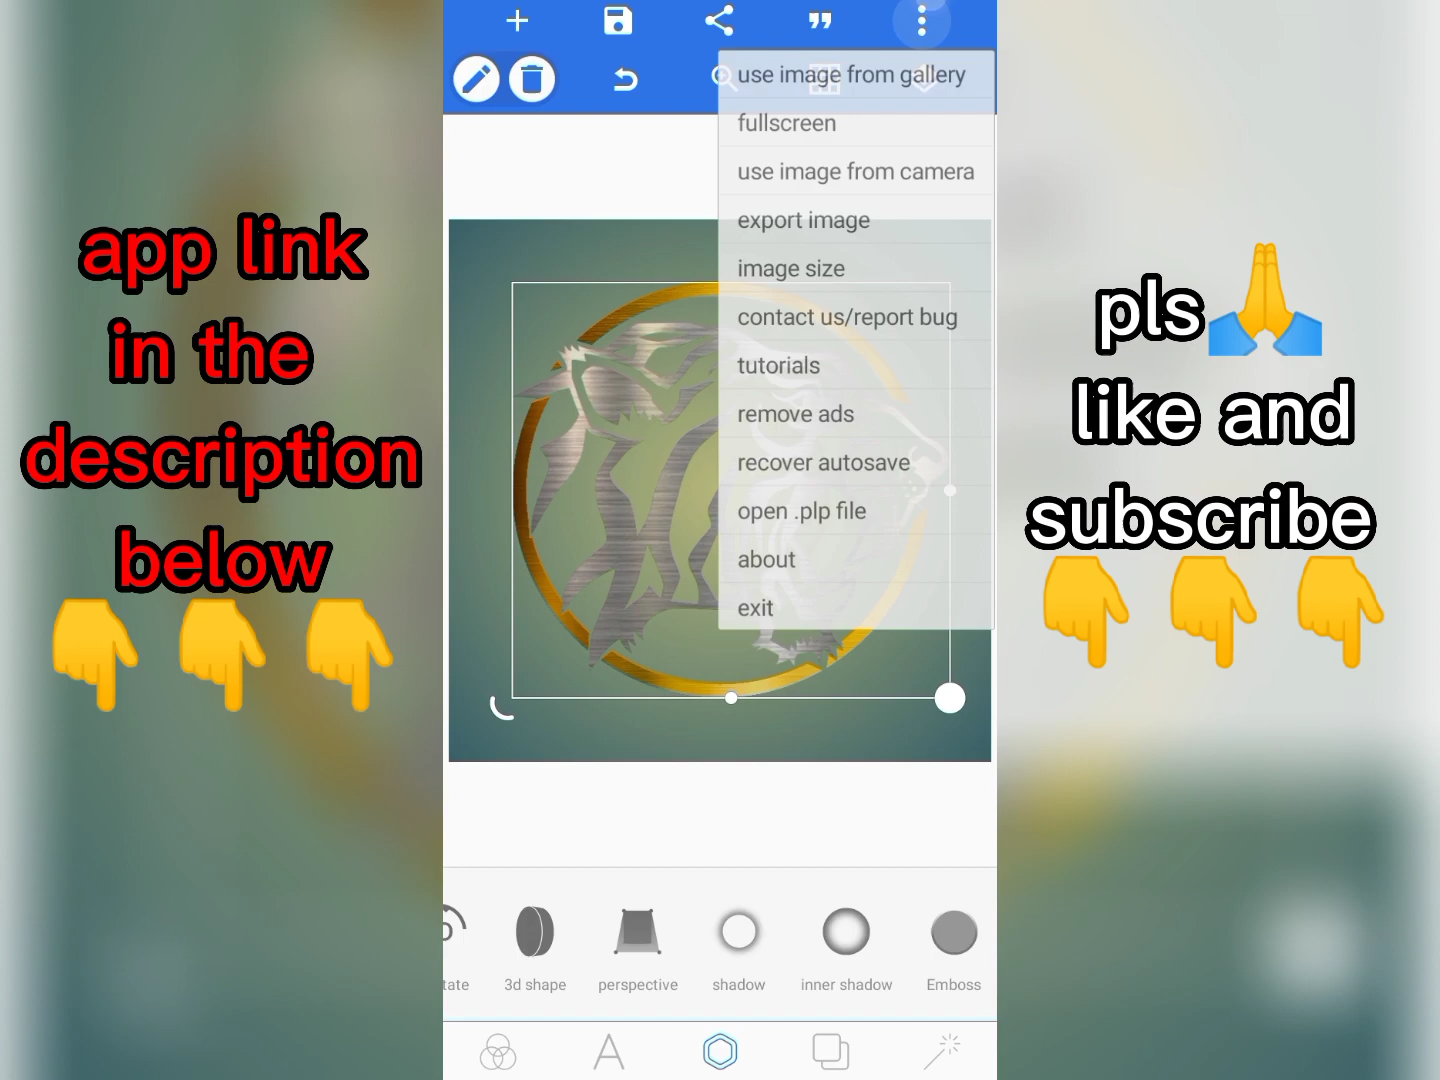 app link
in the
description
below
use image from gallery
fullscreen
use image from camera
export image
image size
contact us/report bug
tutorials
remove ads
recover autosave
open .plp file
about
exit
tate
3d shape
perspective
shadow
inner shadow
Emboss
pls🙏
like and
subscribe